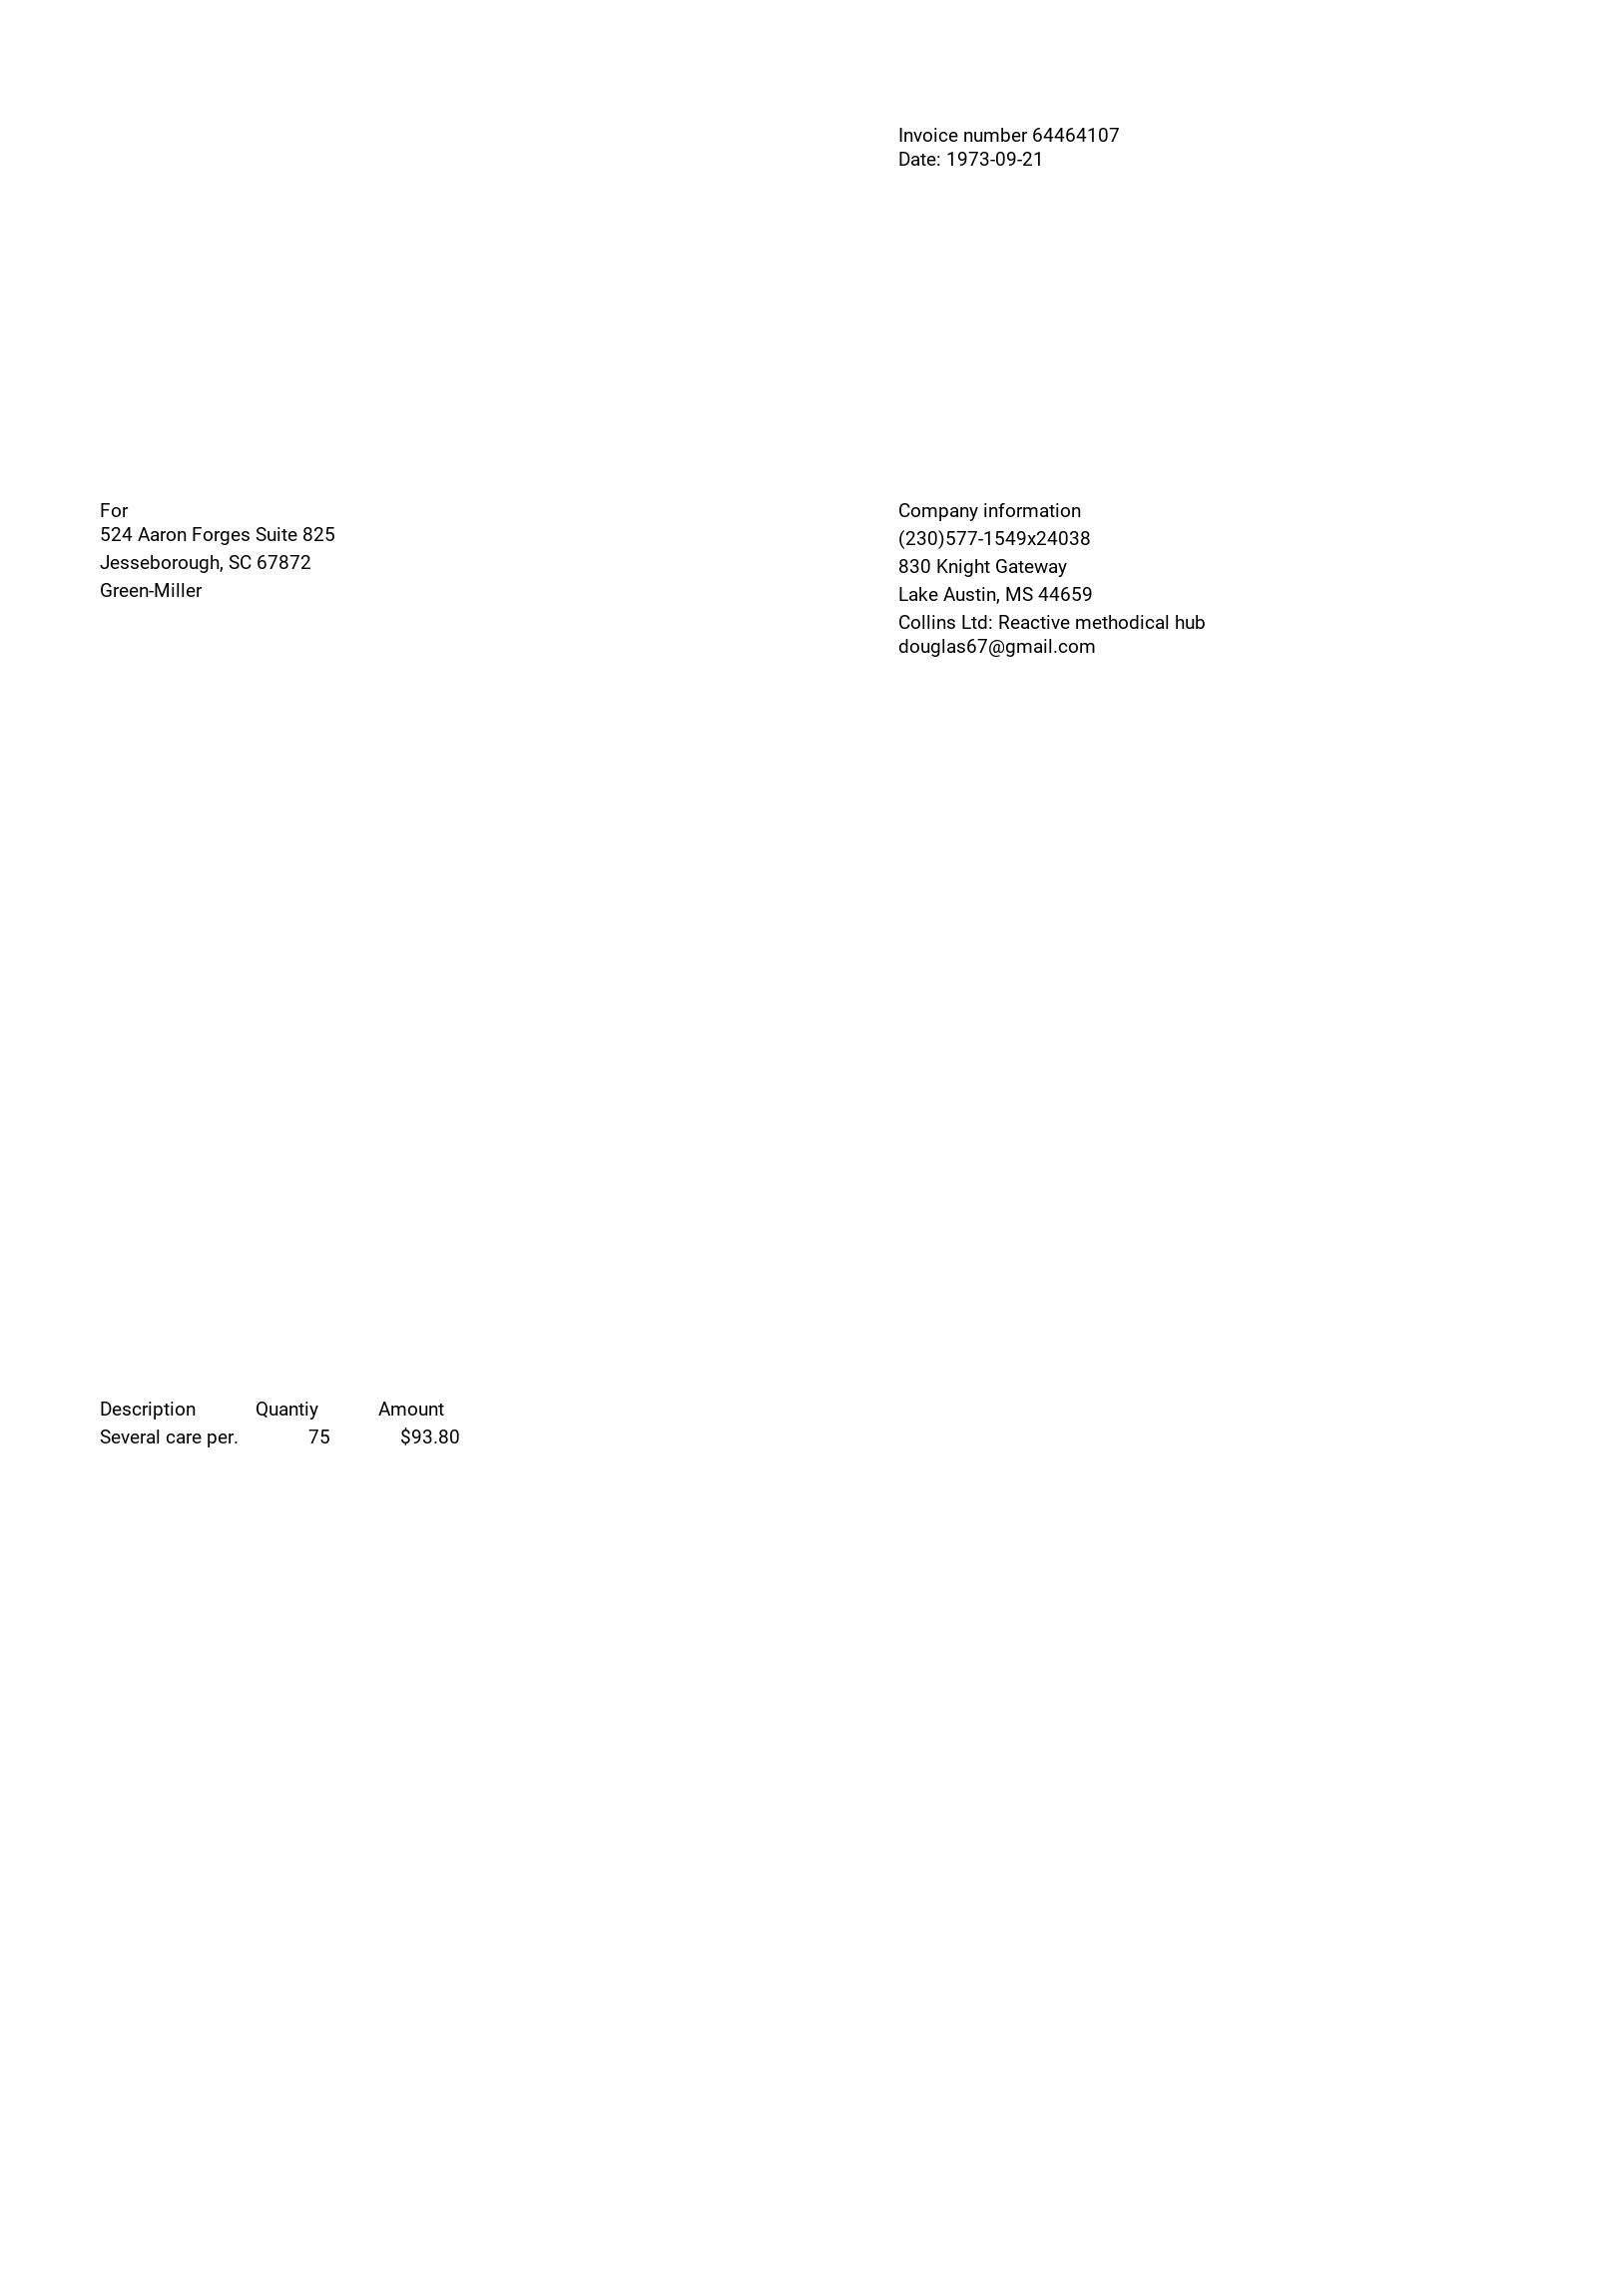 Invoice number 64464107
Date: 1973-09-21
For
524 Aaron Forges Suite 825
Jesseborough, SC 67872
Green-Miller
Company information
(230)577-1549x24038
830 Knight Gateway
Lake Austin, MS 44659
Collins Ltd: Reactive methodical hub
douglas67@gmail.com
Description Quantiy Amount
Several care per. 75 $93.80